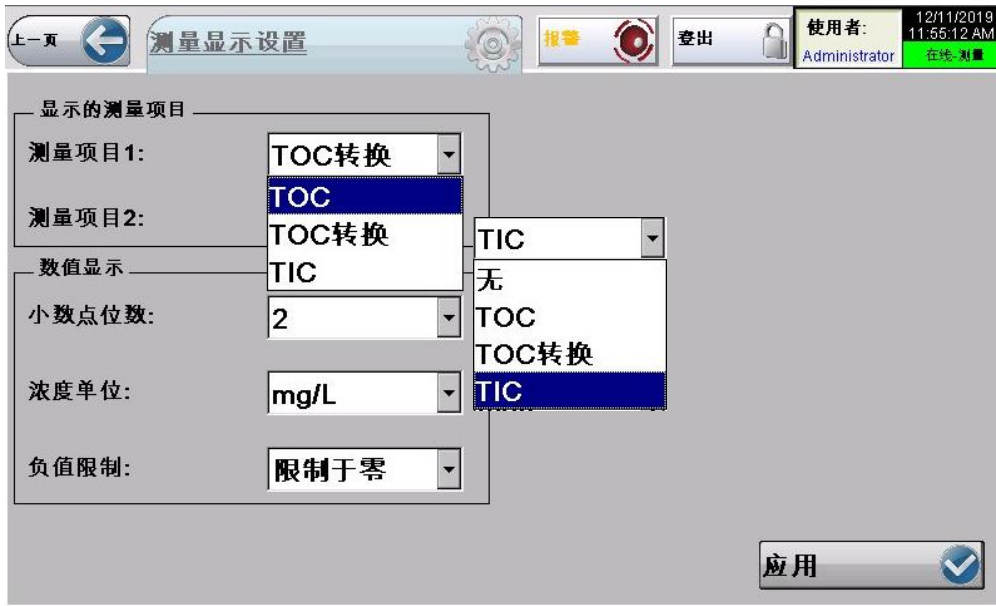 上一页
测量显示设置
报警
登出
使用者:
Administrator
12/11/2019
11:55:12 AM
在线-测量
显示的测量项目
测量项目1:
TOC转换
TOC
TOC转换
TIC
测量项目2:
TIC
无
TOC
TOC转换
TIC
数值显示
小数点位数:
2
浓度单位:
mg/L
负值限制:
限制于零
应用